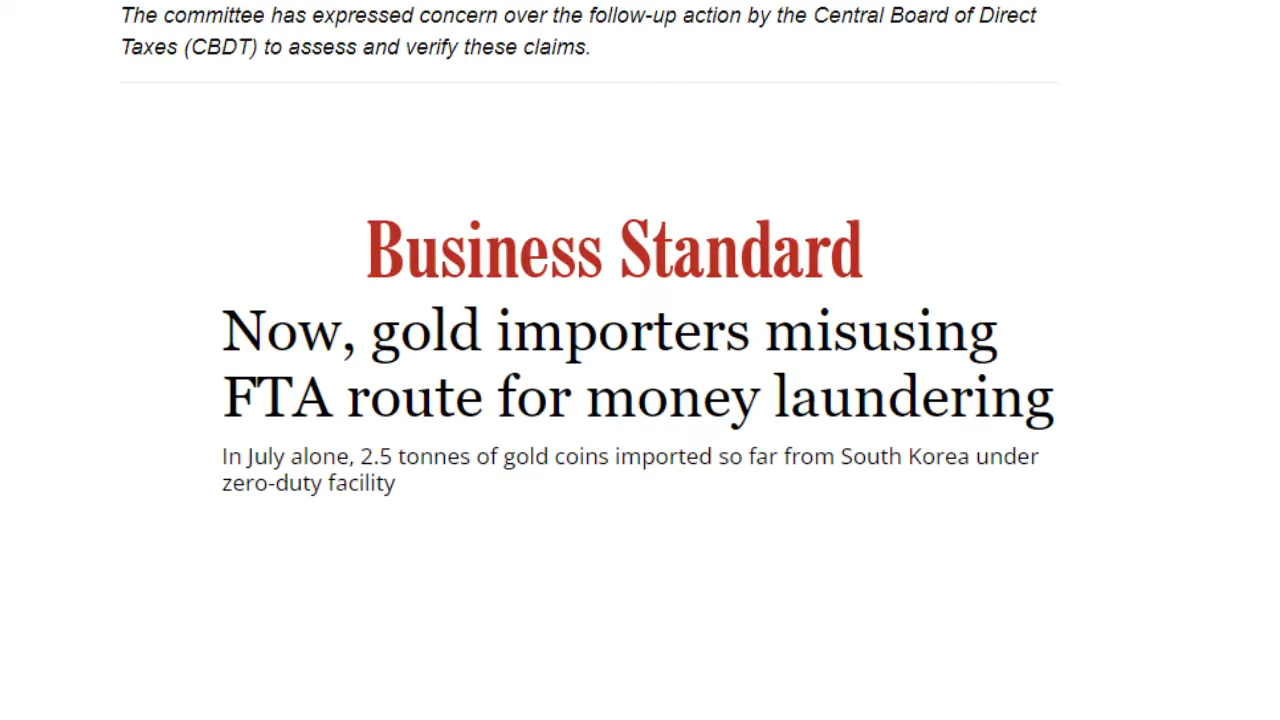 The committee has expressed concern over the follow-up action by the Central Board of Direct
Taxes (CBDT) to assess and verify these claims.
Business Standard
Now, gold importers misusing
FTA route for money laundering
In July alone, 2.5 tonnes of gold coins imported so far from South Korea under
zero-duty facility